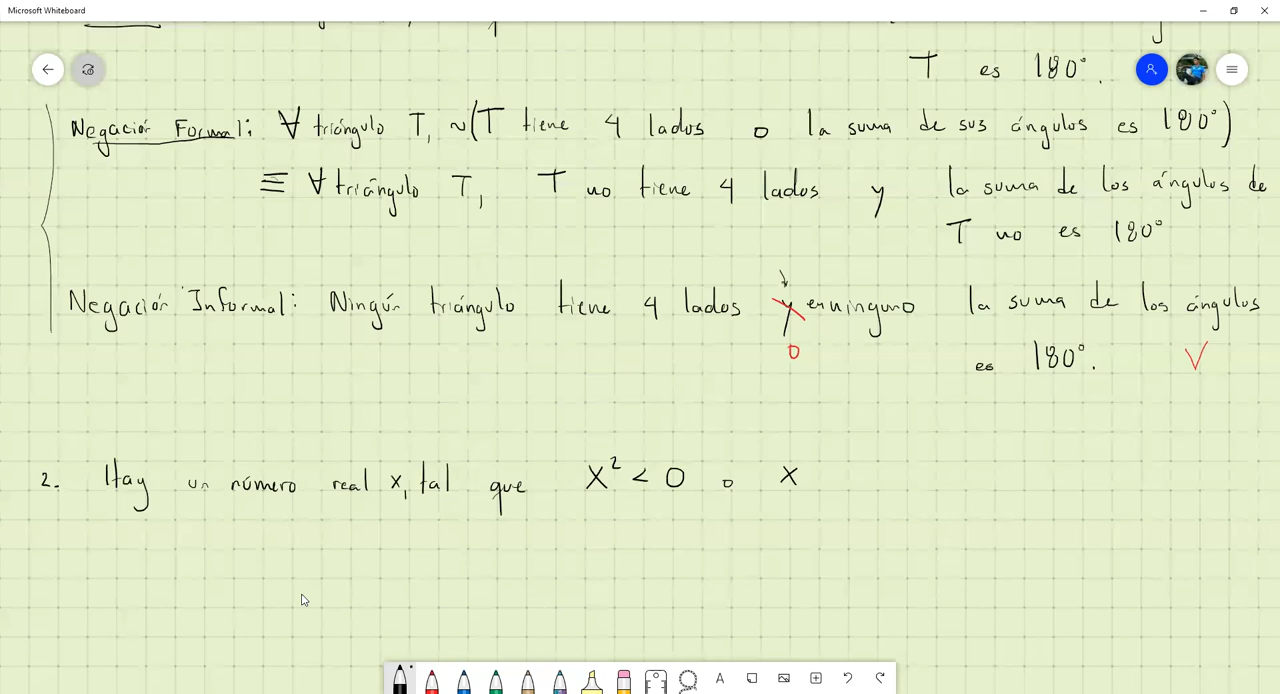 Microsoft Whiteboard
T es 180°.
Negación Formal: ∀ triángulo T, ~(T tiene 4 lados o la suma de sus ángulos es 180°)
≡ ∀ triángulo T, T no tiene 4 lados y la suma de los ángulos de
T no es 180°
Negación Informal: Ningún triángulo tiene 4 lados y en ninguno la suma de los ángulos
o
es 180°. V
2. Hay un número real x, tal que X² < 0 o X
A